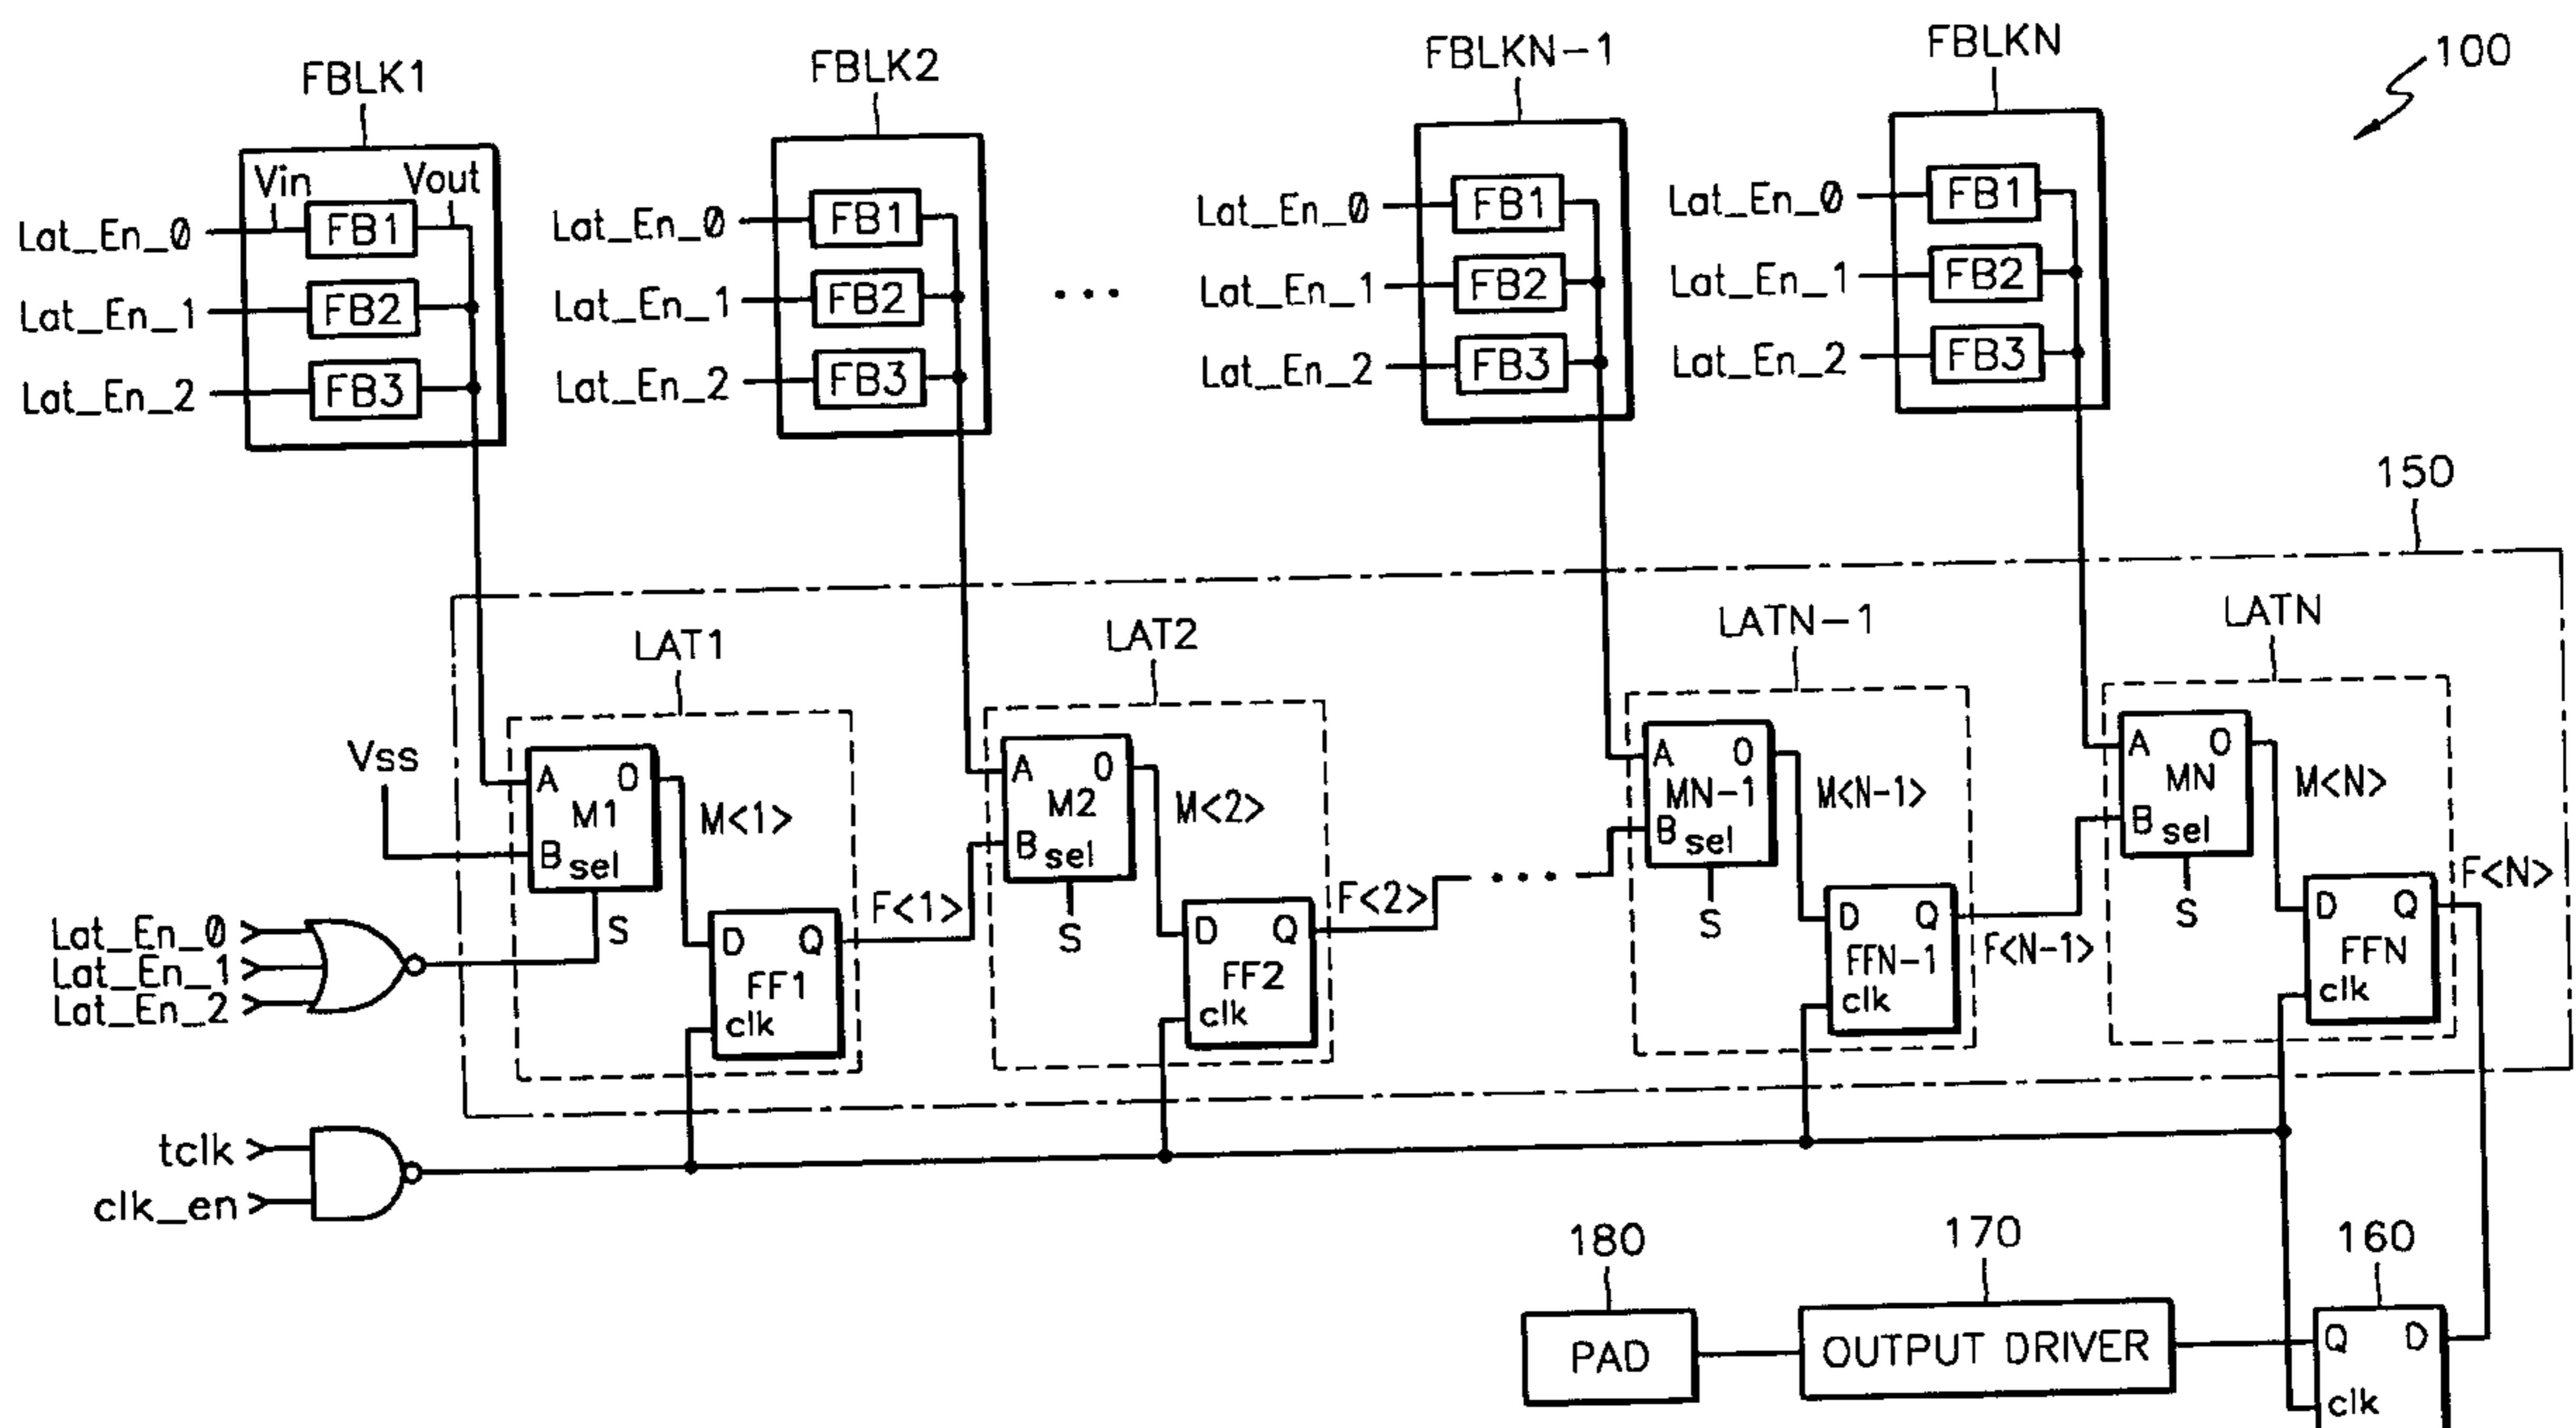 FBLK1
FBLK2
FBLKN-1
FBLKN
100
Vin
Vout
Lat_En_0
FB1
Lat_En_1
FB2
Lat_En_2
FB3
Lat_En_0
FB1
Lat_En_1
FB2
Lat_En_2
FB3
...
Lat_En_0
FB1
Lat_En_1
FB2
Lat_En_2
FB3
Lat_En_0
FB1
Lat_En_1
FB2
Lat_En_2
FB3
150
LAT1
LAT2
LATN-1
LATN
Vss
A O
M1
B sel
M<1>
S
D Q
FF1
clk
F<1>
A O
M2
B sel
M<2>
S
D Q
FF2
clk
F<2>
...
A O
MN-1
B sel
M<N-1>
S
D Q
FFN-1
clk
F<N-1>
A O
MN
B sel
M<N>
S
D Q
FFN
clk
F<N>
Lat_En_0
Lat_En_1
Lat_En_2
tclk
clk_en
180
170
160
PAD
OUTPUT DRIVER
Q D
clk